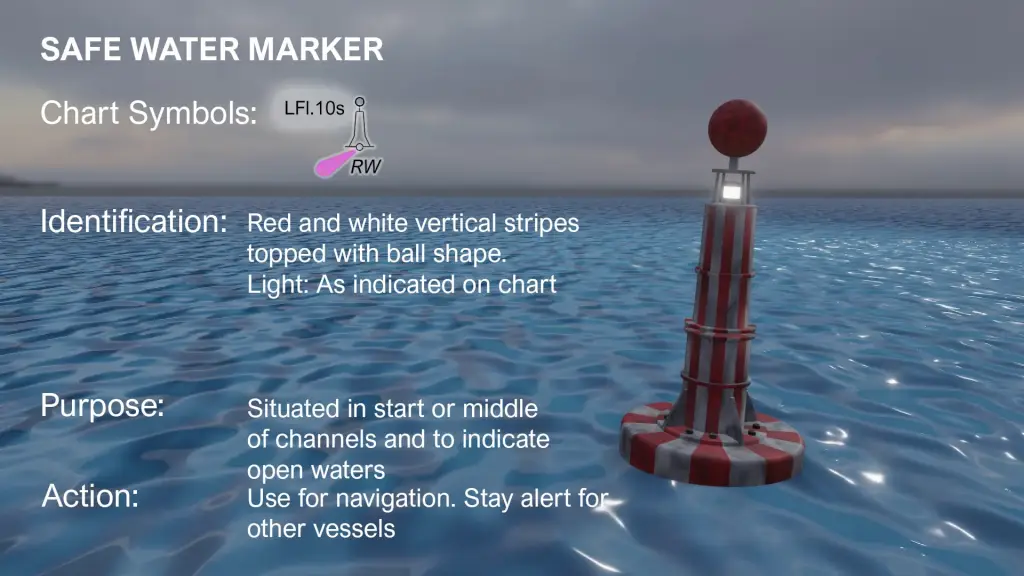 SAFE WATER MARKER
Chart Symbols: LFl.10s
RW
Identification: Red and white vertical stripes
topped with ball shape.
Light: As indicated on chart
Purpose: Situated in start or middle
of channels and to indicate
open waters
Action: Use for navigation. Stay alert for
other vessels